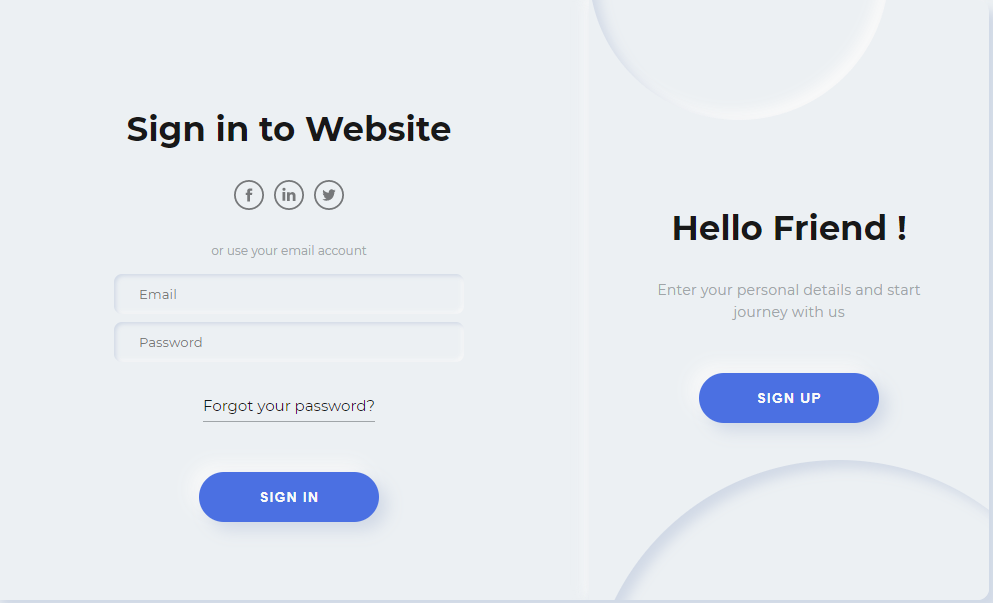 Sign in to Website
f in
or use your email account
Email
Password
Forgot your password?
SIGN IN
Hello Friend !
Enter your personal details and start
journey with us
SIGN UP